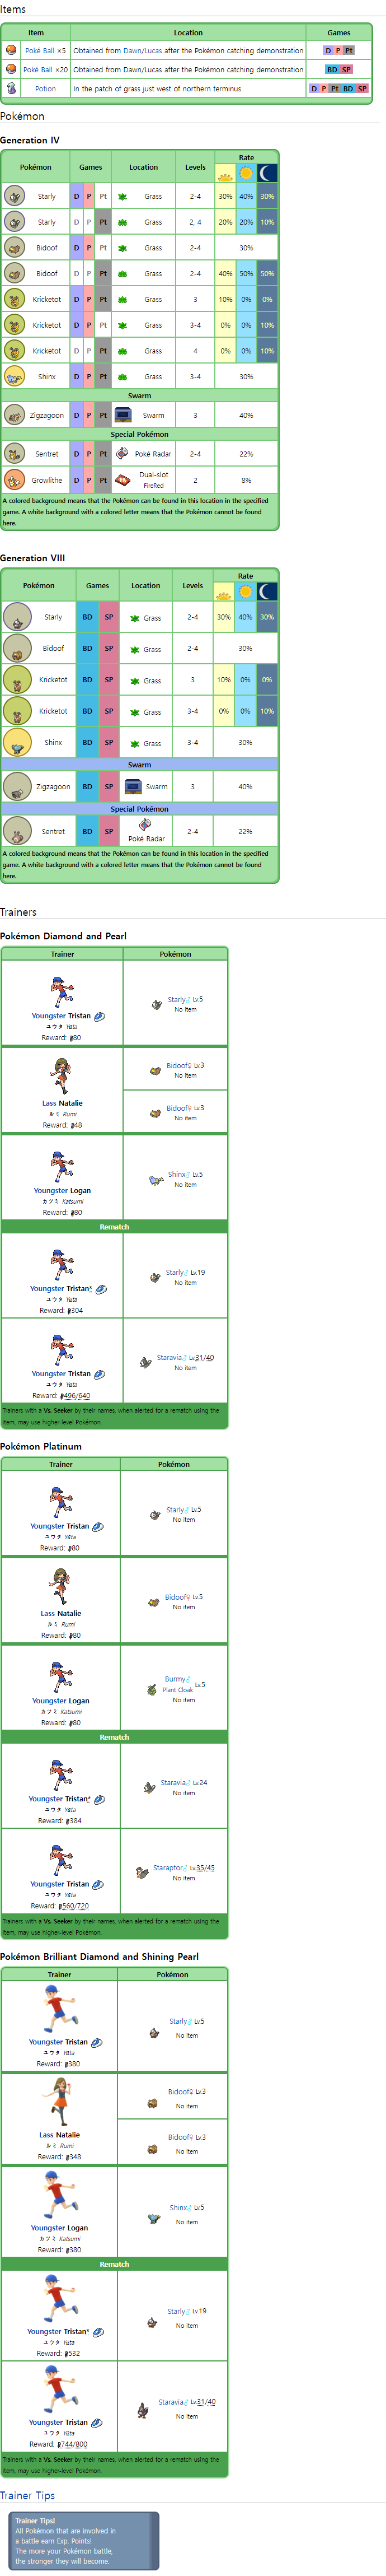 Items
Item Location Games
Poké Ball ×5 Obtained from Dawn/Lucas after the Pokémon catching demonstration D P Pt
Poké Ball ×20 Obtained from Dawn/Lucas after the Pokémon catching demonstration BD SP
Potion In the patch of grass just west of northern terminus D P Pt BD SP
Pokémon
Generation IV
Pokémon Games Location Levels Rate
Starly D P Pt Grass 2-4 30% 40% 30%
Starly D P Pt Grass 2, 4 20% 20% 10%
Bidoof D P Pt Grass 2-4 30%
Bidoof D P Pt Grass 2-4 40% 50% 50%
Kricketot D P Pt Grass 3 10% 0% 0%
Kricketot D P Pt Grass 3-4 0% 0% 10%
Kricketot D P Pt Grass 4 0% 0% 10%
Shinx D P Pt Grass 3-4 30%
Swarm
Zigzagoon D P Pt Swarm 3 40%
Special Pokémon
Sentret D P Pt Poké Radar 2-4 22%
Growlithe D P Pt Dual-slot 2 8%
FireRed
A colored background means that the Pokémon can be found in this location in the specified
game. A white background with a colored letter means that the Pokémon cannot be found
here.
Generation VIII
Pokémon Games Location Levels Rate
Starly BD SP Grass 2-4 30% 40% 30%
Bidoof BD SP Grass 2-4 30%
Kricketot BD SP Grass 3 10% 0% 0%
Kricketot BD SP Grass 3-4 0% 0% 10%
Shinx BD SP Grass 3-4 30%
Swarm
Zigzagoon BD SP Swarm 3 40%
Special Pokémon
Sentret BD SP Poké Radar 2-4 22%
A colored background means that the Pokémon can be found in this location in the specified
game. A white background with a colored letter means that the Pokémon cannot be found
here.
Trainers
Pokémon Diamond and Pearl
Trainer Pokémon
Youngster Tristan
ユウタ Yūta
Reward: 80
Starly♂ Lv.5
No item
Lass Natalie
ルミ Rumi
Reward: 48
Bidoof♀ Lv.3
No item
Bidoof♀ Lv.3
No item
Youngster Logan
カツミ Katsumi
Reward: 80
Shinx♂ Lv.5
No item
Rematch
Youngster Tristan*
ユウタ Yūta
Reward: 304
Starly♂ Lv.19
No item
Youngster Tristan
ユウタ Yūta
Reward: 496/640
Staravia♂ Lv.31/40
No item
Trainers with a Vs. Seeker by their names, when alerted for a rematch using the
item, may use higher-level Pokémon.
Pokémon Platinum
Trainer Pokémon
Youngster Tristan
ユウタ Yūta
Reward: 80
Starly♂ Lv.5
No item
Lass Natalie
ルミ Rumi
Reward: 80
Bidoof♀ Lv.5
No item
Youngster Logan
カツミ Katsumi
Reward: 80
Burmy♂ Lv.5
Plant Cloak
No item
Rematch
Youngster Tristan*
ユウタ Yūta
Reward: 384
Staravia♂ Lv.24
No item
Youngster Tristan
ユウタ Yūta
Reward: 560/720
Staraptor♂ Lv.35/45
No item
Trainers with a Vs. Seeker by their names, when alerted for a rematch using the
item, may use higher-level Pokémon.
Pokémon Brilliant Diamond and Shining Pearl
Trainer Pokémon
Youngster Tristan
ユウタ Yūta
Reward: 380
Starly♂ Lv.5
No item
Lass Natalie
ルミ Rumi
Reward: 348
Bidoof♀ Lv.3
No item
Bidoof♀ Lv.3
No item
Youngster Logan
カツミ Katsumi
Reward: 380
Shinx♂ Lv.5
No item
Rematch
Youngster Tristan*
ユウタ Yūta
Reward: 532
Starly♂ Lv.19
No item
Youngster Tristan
ユウタ Yūta
Reward: 744/800
Staravia♂ Lv.31/40
No item
Trainers with a Vs. Seeker by their names, when alerted for a rematch using the
item, may use higher-level Pokémon.
Trainer Tips
Trainer Tips!
All Pokémon that are involved in
a battle earn Exp. Points!
The more your Pokémon battle,
the stronger they will become.